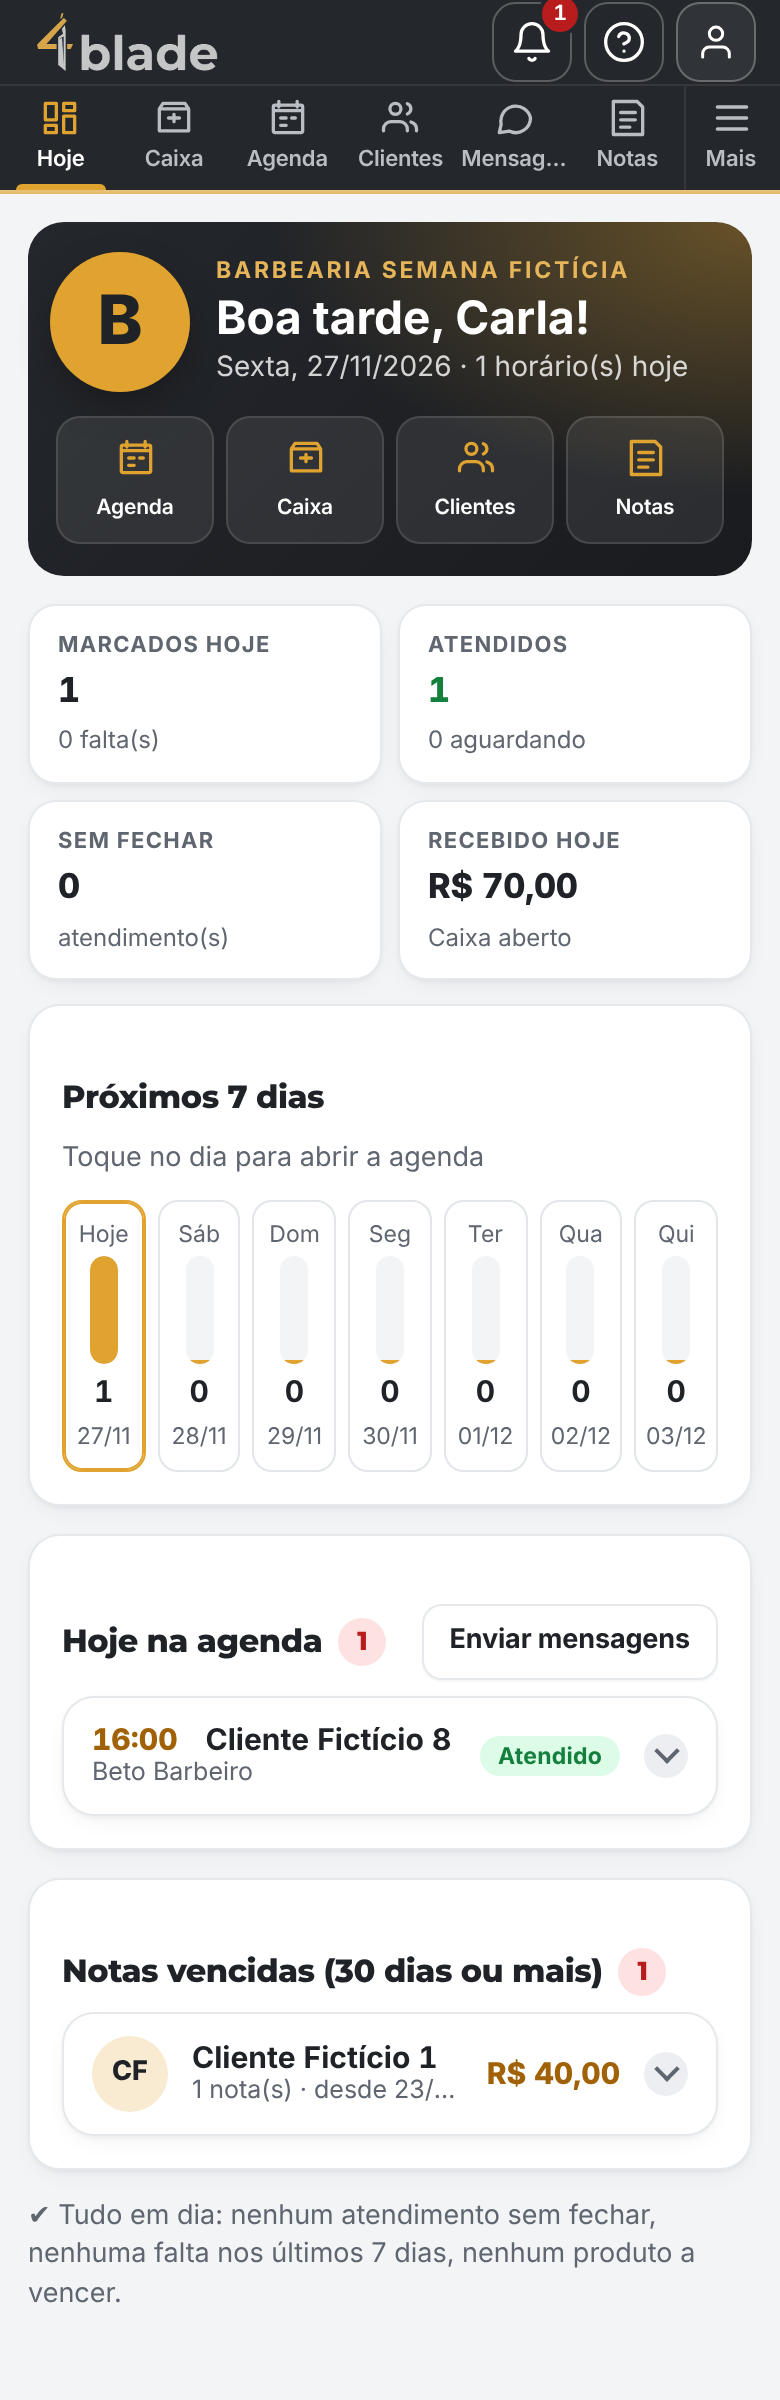 4blade
1
Hoje
Caixa
Agenda
Clientes
Mensag...
Notas
Mais
B
BARBEARIA SEMANA FICTÍCIA
Boa tarde, Carla!
Sexta, 27/11/2026 · 1 horário(s) hoje
Agenda
Caixa
Clientes
Notas
MARCADOS HOJE
1
0 falta(s)
ATENDIDOS
1
0 aguardando
SEM FECHAR
0
atendimento(s)
RECEBIDO HOJE
R$ 70,00
Caixa aberto
Próximos 7 dias
Toque no dia para abrir a agenda
Hoje
1
27/11
Sáb
0
28/11
Dom
0
29/11
Seg
0
30/11
Ter
0
01/12
Qua
0
02/12
Qui
0
03/12
Hoje na agenda 1
Enviar mensagens
16:00 Cliente Fictício 8
Beto Barbeiro
Atendido
Notas vencidas (30 dias ou mais) 1
CF
Cliente Fictício 1
1 nota(s) · desde 23/...
R$ 40,00
✔ Tudo em dia: nenhum atendimento sem fechar,
nenhuma falta nos últimos 7 dias, nenhum produto a
vencer.